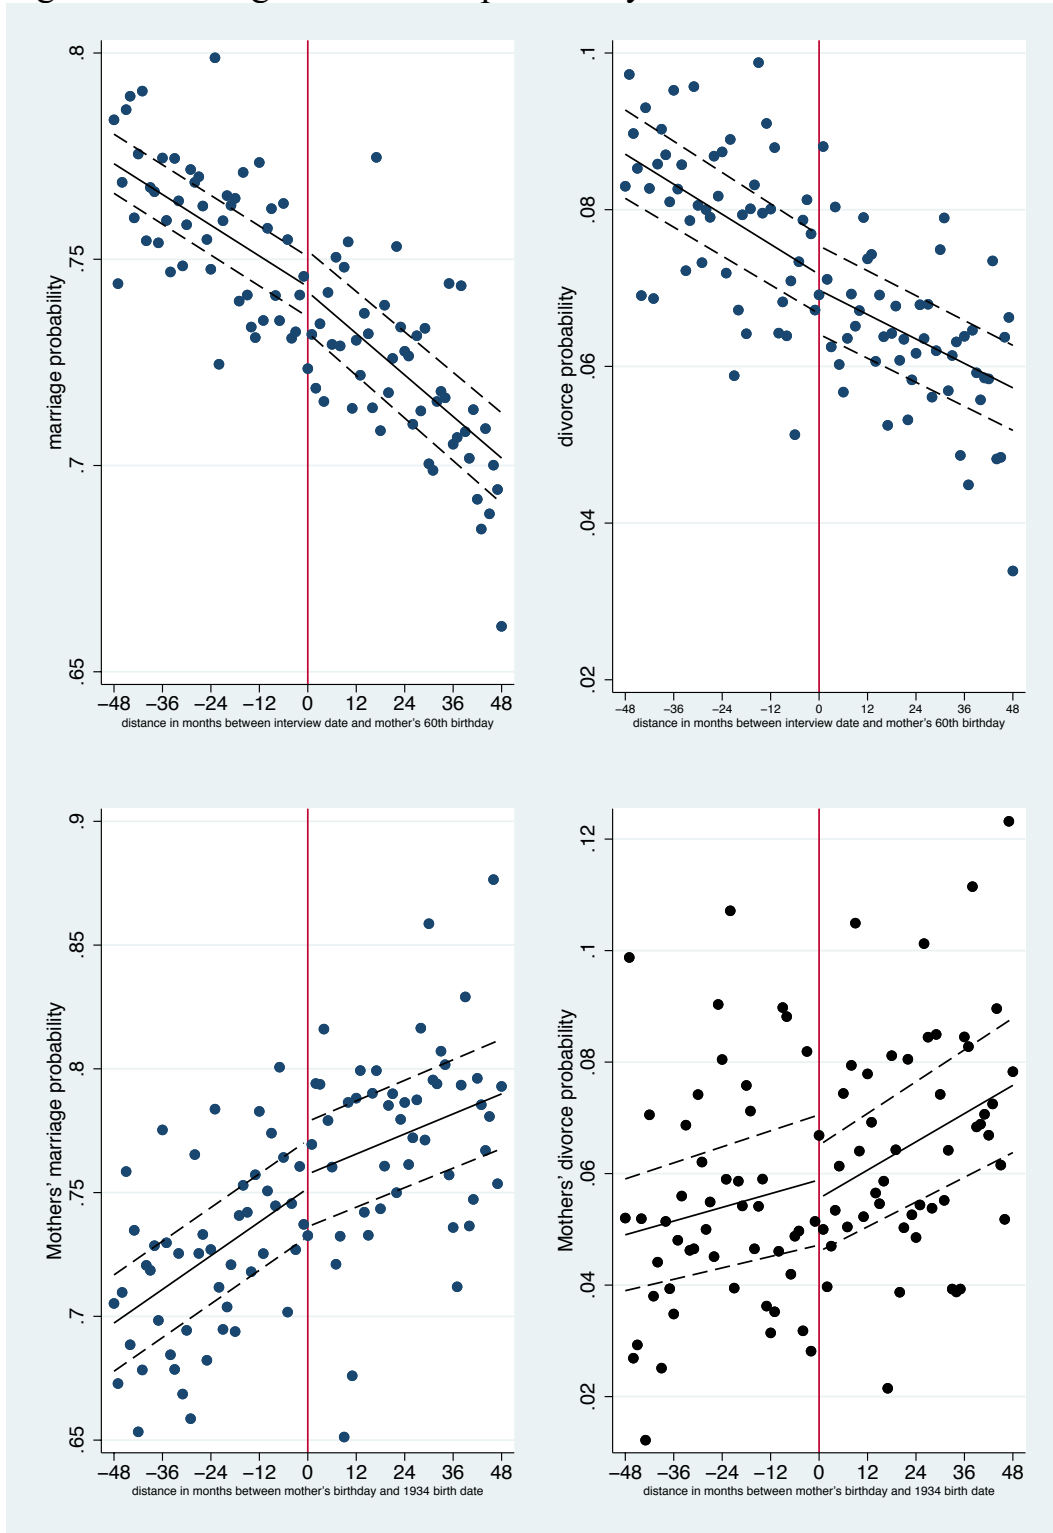 .8
.75
.7
.65
marriage probability
−48 −36 −24 −12 0 12 24 36 48
distance in months between interview date and mother's 60th birthday
.1
.08
.06
.04
.02
divorce probability
−48 −36 −24 −12 0 12 24 36 48
distance in months between interview date and mother's 60th birthday
.9
.85
.8
.75
.7
.65
Mothers' marriage probability
−48 −36 −24 −12 0 12 24 36 48
distance in months between mother's birthday and 1934 birth date
.12
.1
.08
.06
.04
.02
Mothers' divorce probability
−48 −36 −24 −12 0 12 24 36 48
distance in months between mother's birthday and 1934 birth date